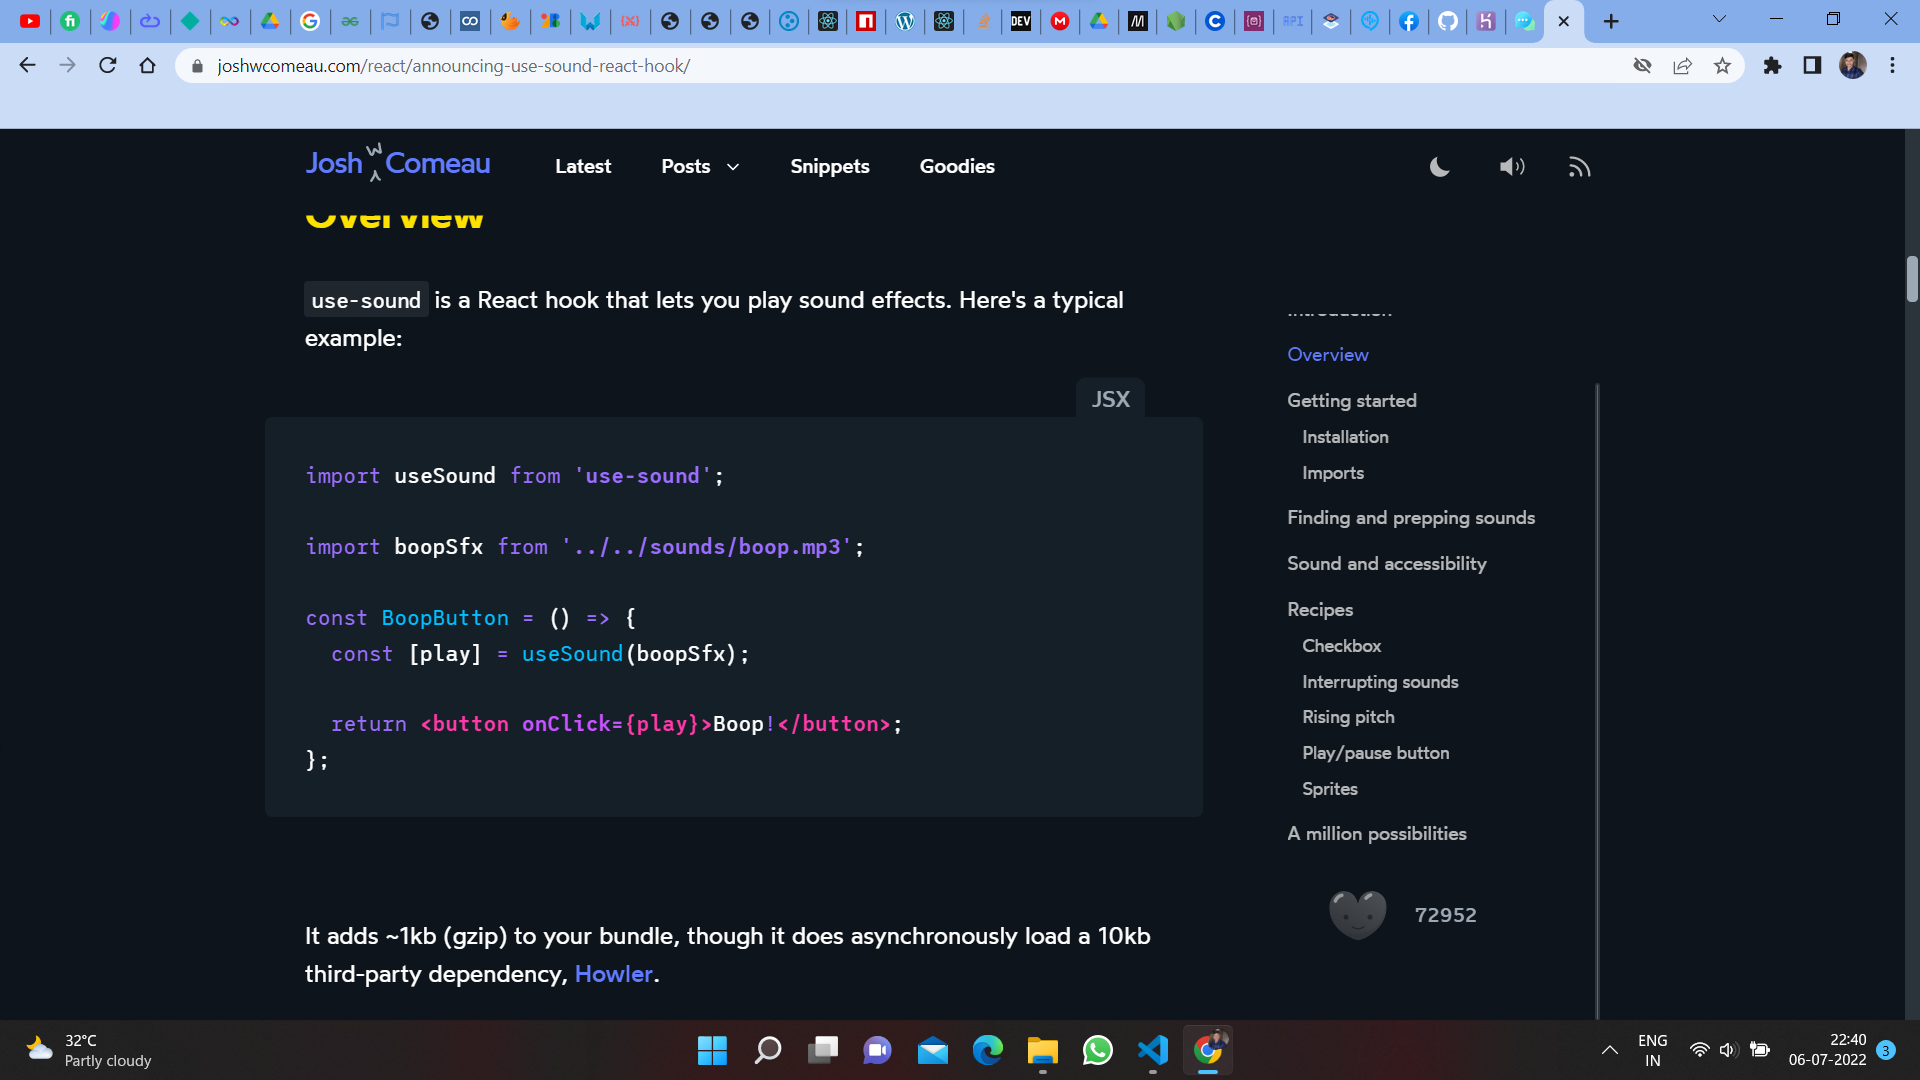 joshwcomeau.com/react/announcing-use-sound-react-hook/
Josh W Comeau
Latest
Posts
Snippets
Goodies
Overview
use-sound is a React hook that lets you play sound effects. Here's a typical
example:
JSX
import useSound from 'use-sound';
import boopSfx from '../../sounds/boop.mp3';
const BoopButton = () => {
const [play] = useSound(boopSfx);
return <button onClick={play}>Boop!</button>;
};
It adds ~1kb (gzip) to your bundle, though it does asynchronously load a 10kb
third-party dependency, Howler.
Introduction
Overview
Getting started
Installation
Imports
Finding and prepping sounds
Sound and accessibility
Recipes
Checkbox
Interrupting sounds
Rising pitch
Play/pause button
Sprites
A million possibilities
72952
32°C
Partly cloudy
ENG
IN
22:40
06-07-2022
3